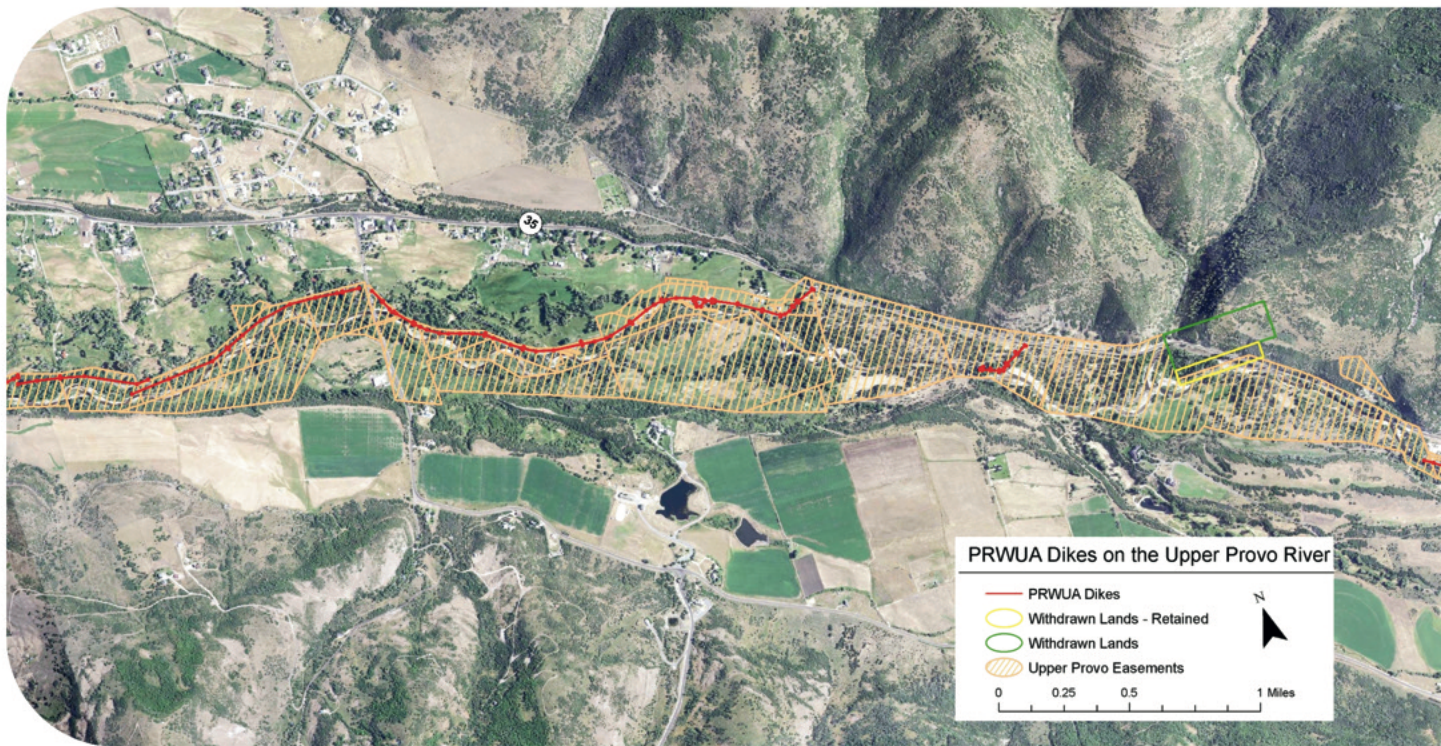 35
PRWUA Dikes on the Upper Provo River
PRWUA Dikes
Withdrawn Lands - Retained
Withdrawn Lands
Upper Provo Easements
N
0 0.25 0.5 1 Miles